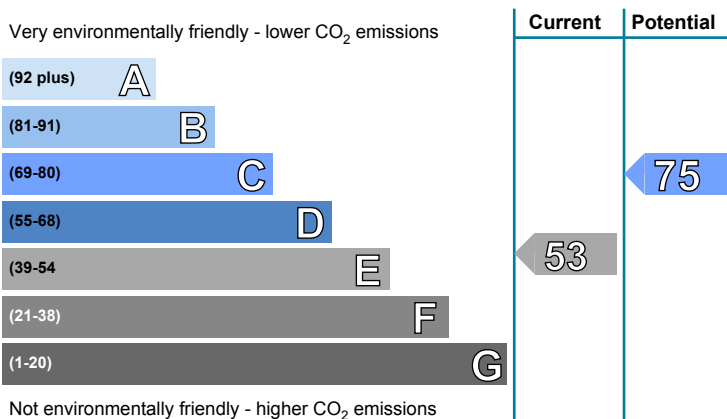 Very environmentally friendly - lower CO2 emissions
Current
Potential
(92 plus) A
(81-91) B
(69-80) C
75
(55-68) D
(39-54 E
53
(21-38) F
(1-20) G
Not environmentally friendly - higher CO2 emissions